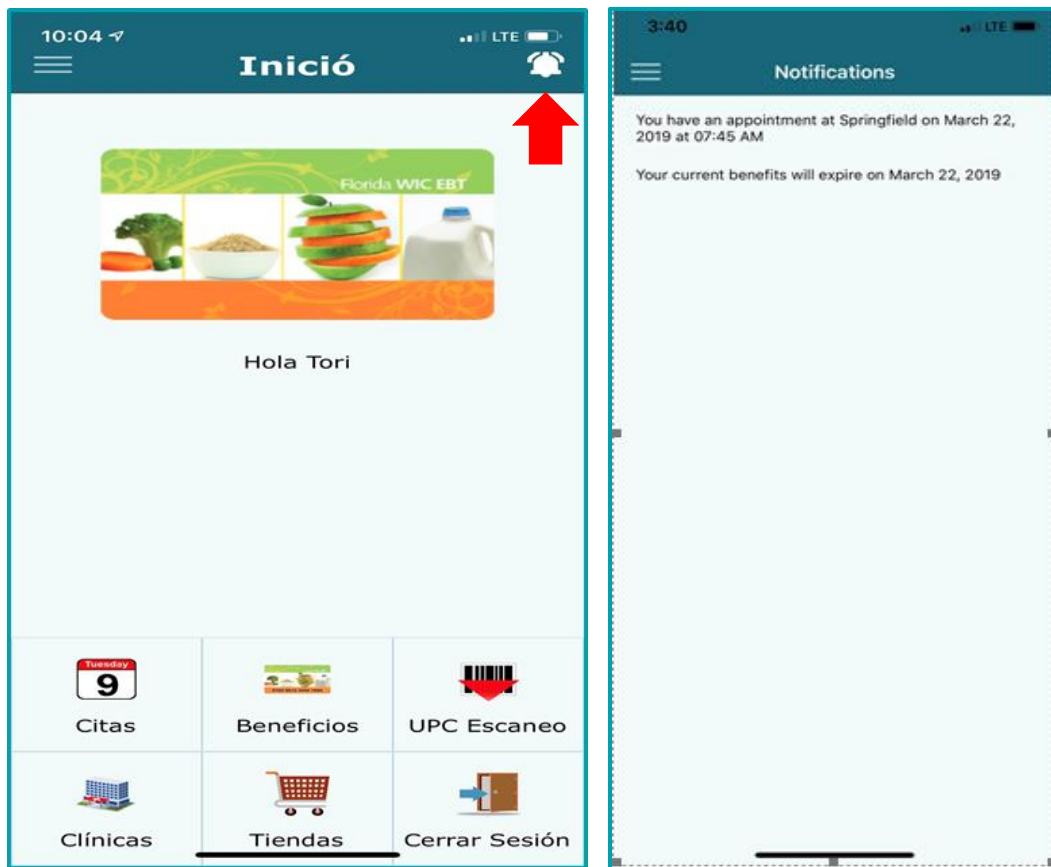 10:04
LTE
Inició
Florida WIC EBT
Hola Tori
Tuesday
9
Citas
Beneficios
UPC Escaneo
Clínicas
Tiendas
Cerrar Sesión
3:40
LTE
Notifications
You have an appointment at Springfield on March 22,
2019 at 07:45 AM
Your current benefits will expire on March 22, 2019